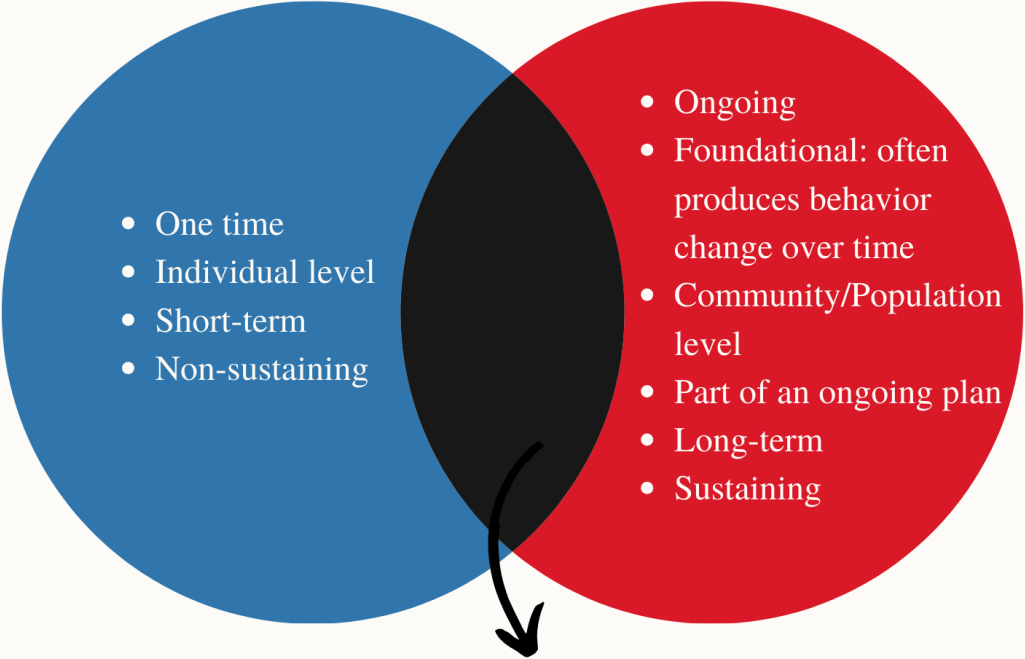 One time
Individual level
Short-term
Non-sustaining
Ongoing
Foundational: often
produces behavior
change over time
Community/Population
level
Part of an ongoing plan
Long-term
Sustaining